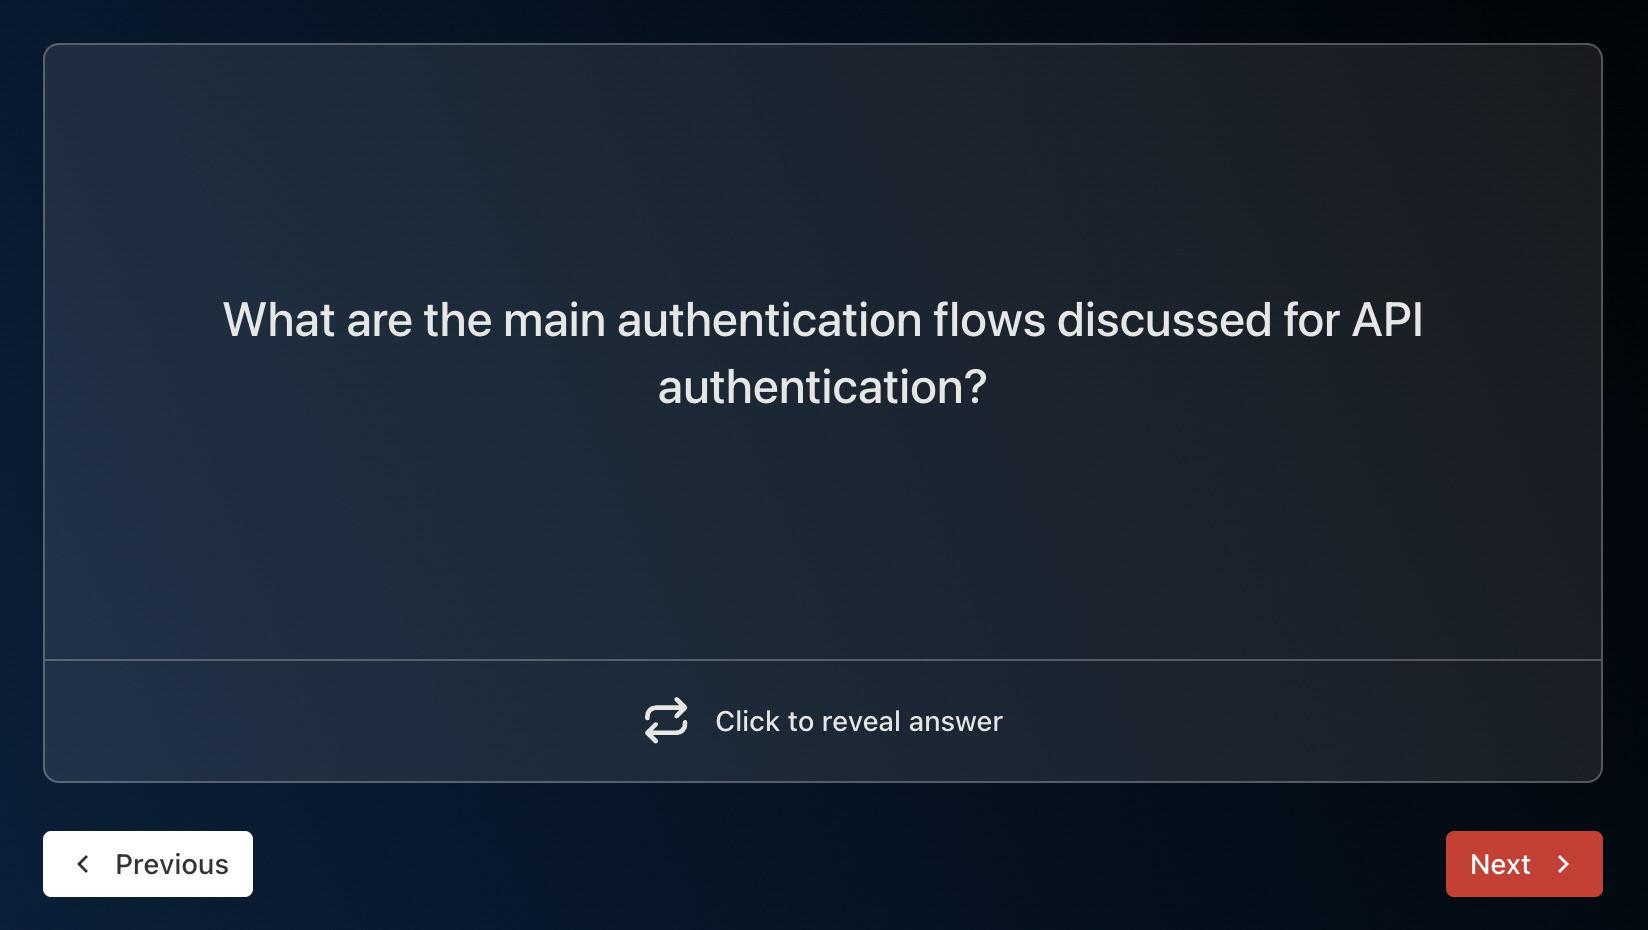 What are the main authentication flows discussed for API
authentication?
Click to reveal answer
Previous
Next